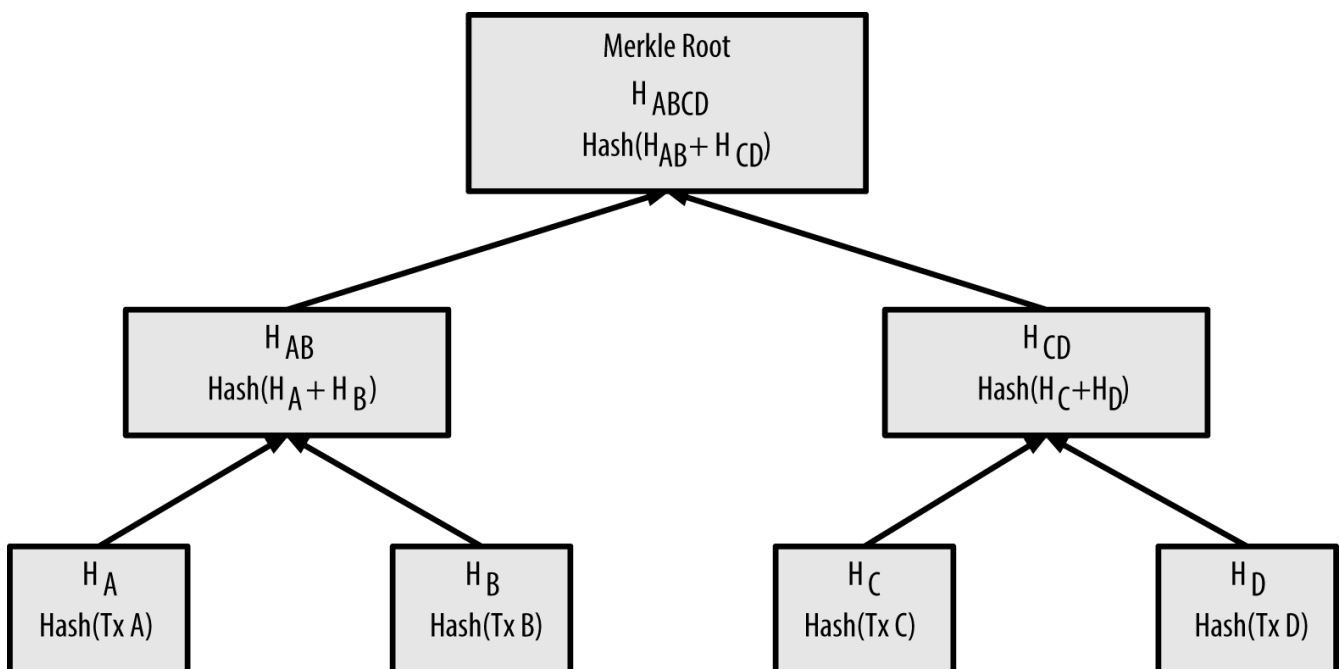 Merkle Root
H ABCD
Hash(H AB + H CD)
H AB
Hash(H A + H B)
H CD
Hash(H C+H D)
H A
Hash(Tx A)
H B
Hash(Tx B)
H C
Hash(Tx C)
H D
Hash(Tx D)